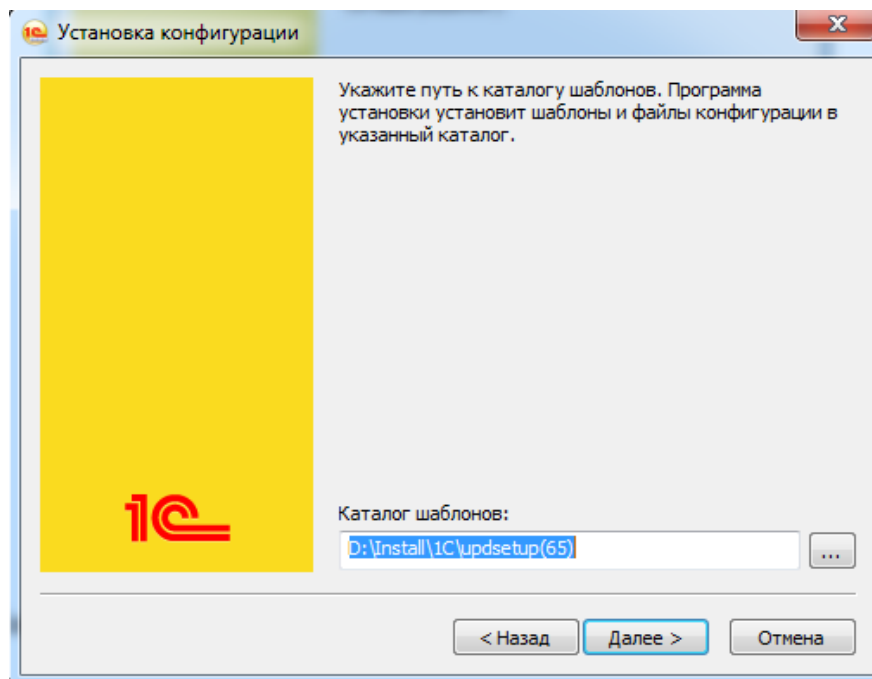 1С Установка конфигурации
Укажите путь к каталогу шаблонов. Программа
установки установит шаблоны и файлы конфигурации в
указанный каталог.
1С
Каталог шаблонов:
D:\Install\1C\updsetup(65)
...
< Назад
Далее >
Отмена